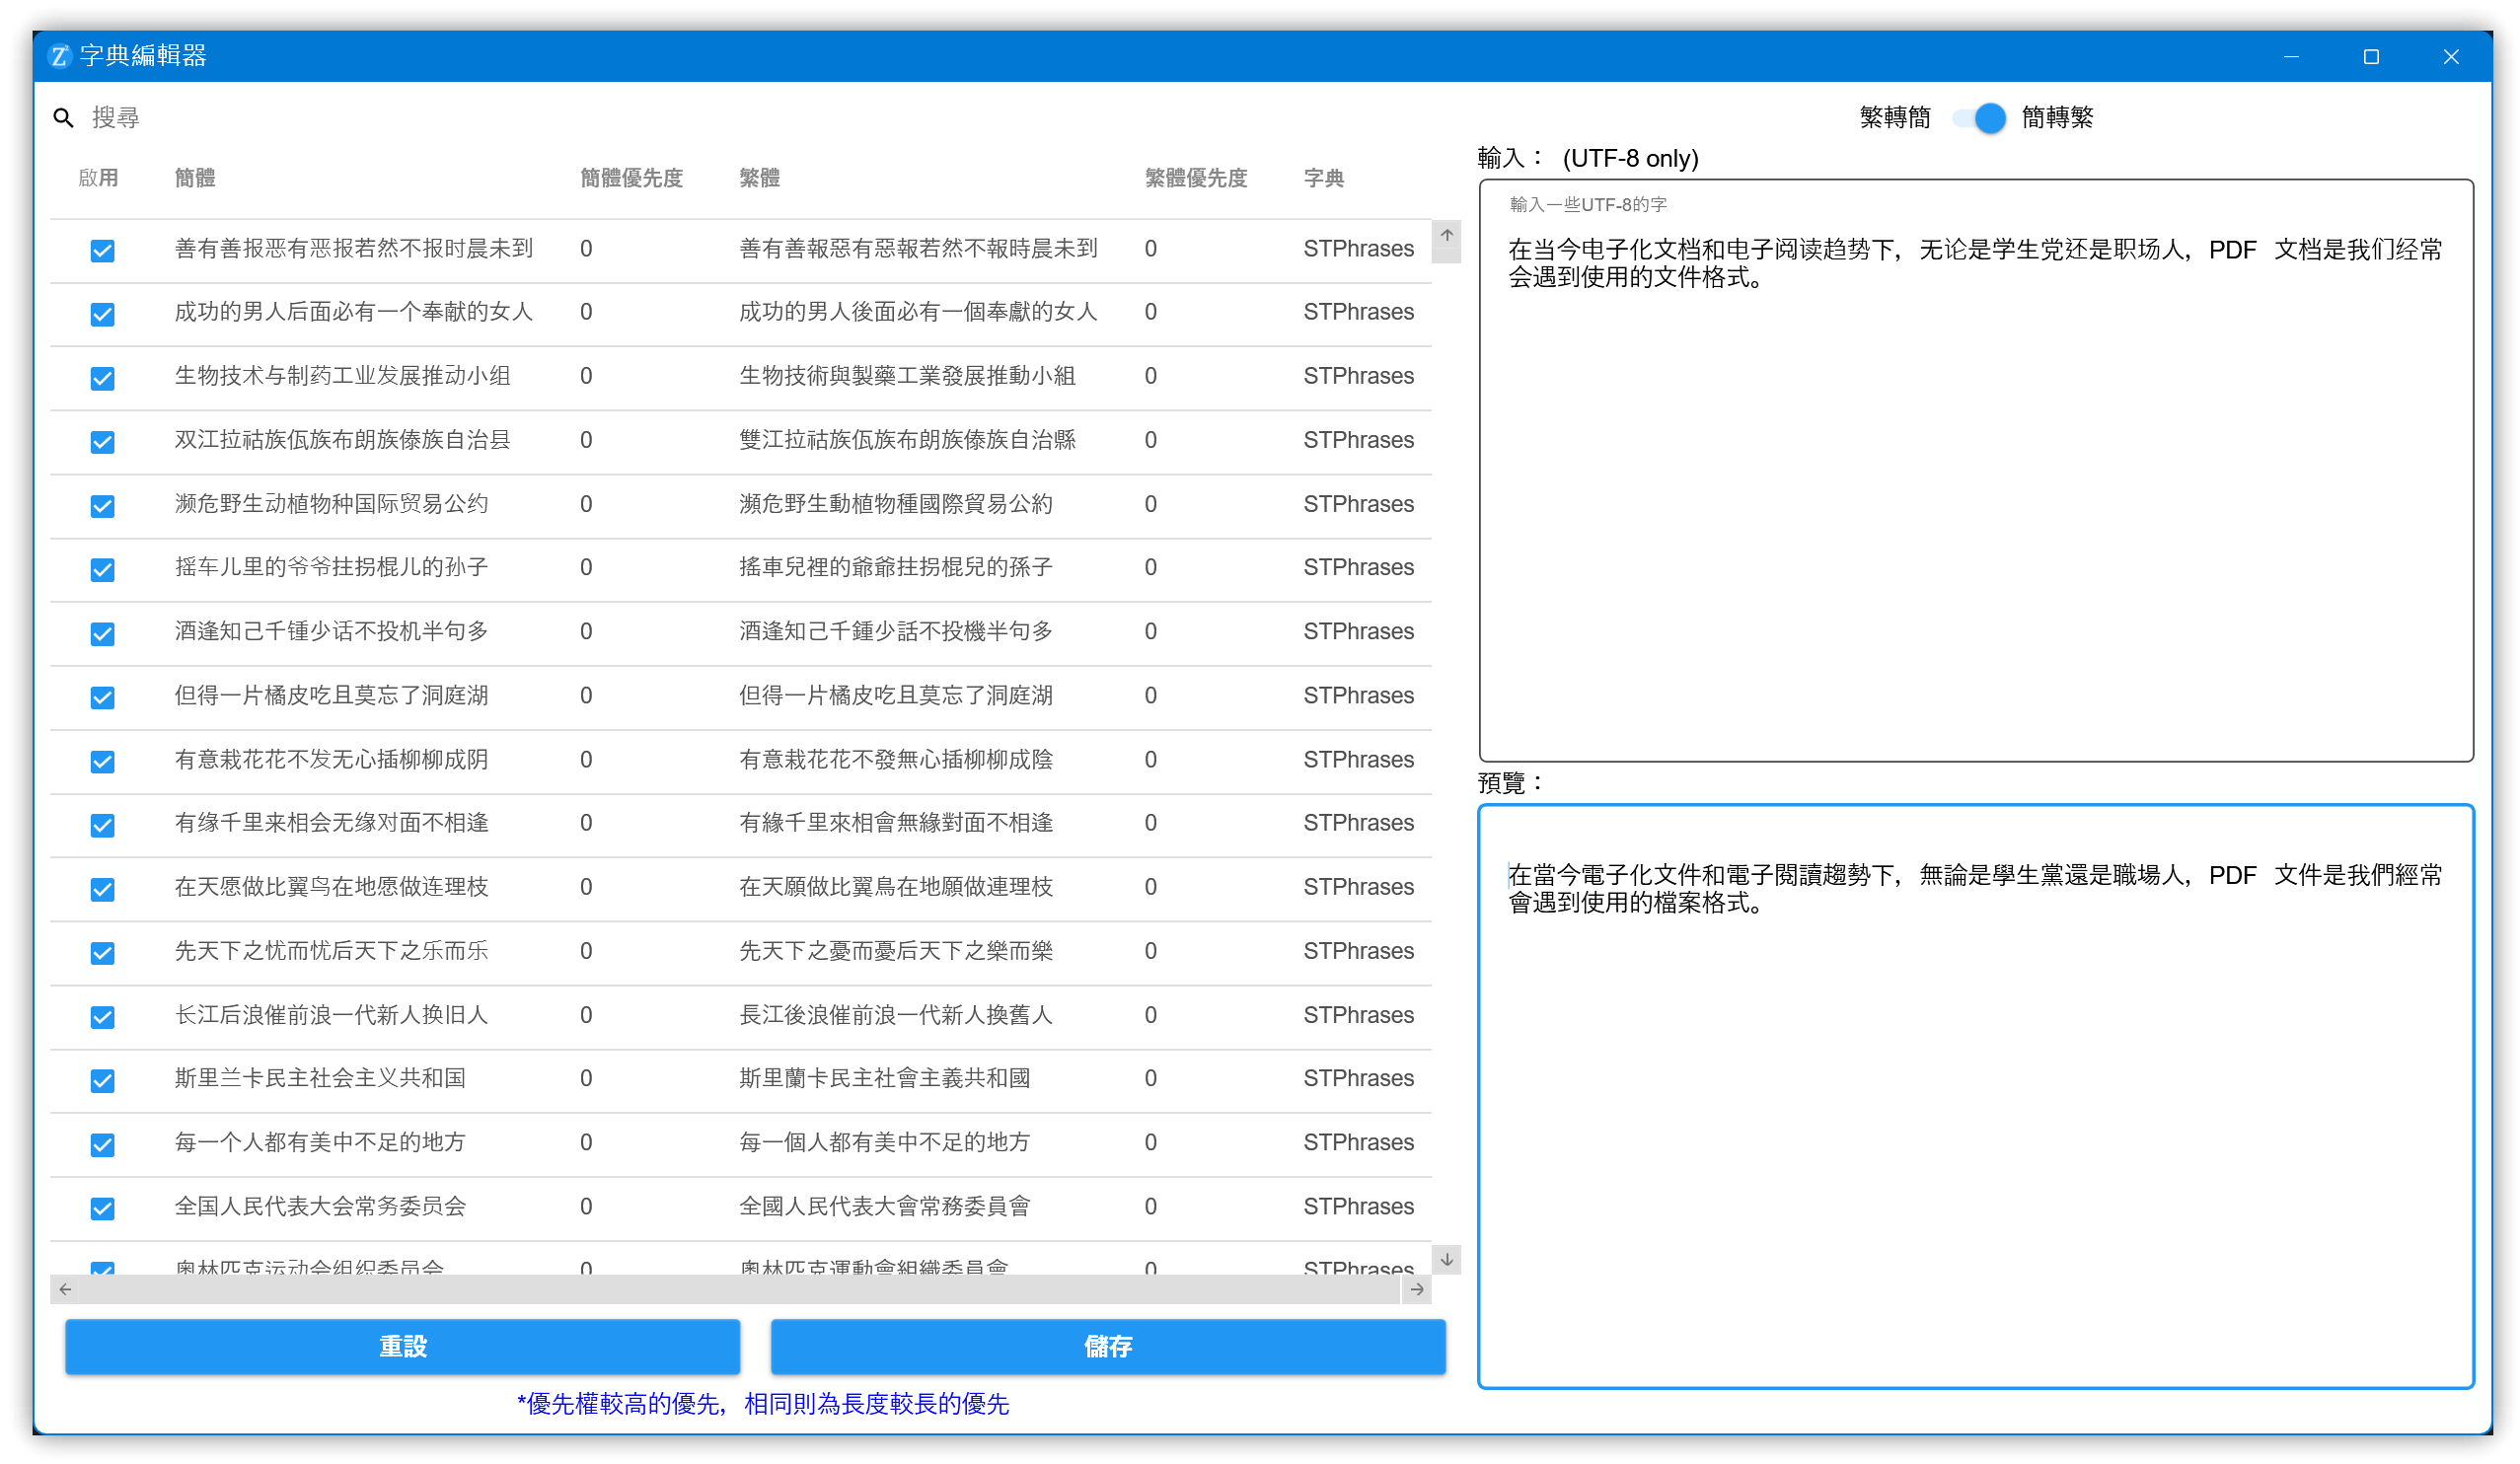 字典編輯器
搜尋
繁轉簡 簡轉繁
啟用 簡體 簡體優先度 繁體 繁體優先度 字典
善有善报恶有恶报若然不报时晨未到 0 善有善報惡有惡報若然不報時晨未到 0 STPhrases
成功的男人后面必有一个奉献的女人 0 成功的男人後面必有一個奉獻的女人 0 STPhrases
生物技术与制药工业发展推动小组 0 生物技術與製藥工業發展推動小組 0 STPhrases
双江拉祜族佤族布朗族傣族自治县 0 雙江拉祜族佤族布朗族傣族自治縣 0 STPhrases
濒危野生动植物种国际贸易公约 0 瀕危野生動植物種國際貿易公約 0 STPhrases
摇车儿里的爷爷拄拐棍儿的孙子 0 搖車兒裡的爺爺拄拐棍兒的孫子 0 STPhrases
酒逢知己千锺少话不投机半句多 0 酒逢知己千鍾少話不投機半句多 0 STPhrases
但得一片橘皮吃且莫忘了洞庭湖 0 但得一片橘皮吃且莫忘了洞庭湖 0 STPhrases
有意栽花花不发无心插柳柳成阴 0 有意栽花花不發無心插柳柳成陰 0 STPhrases
有缘千里来相会无缘对面不相逢 0 有緣千里來相會無緣對面不相逢 0 STPhrases
在天愿做比翼鸟在地愿做连理枝 0 在天願做比翼鳥在地願做連理枝 0 STPhrases
先天下之忧而忧后天下之乐而乐 0 先天下之憂而憂后天下之樂而樂 0 STPhrases
长江后浪催前浪一代新人换旧人 0 長江後浪催前浪一代新人換舊人 0 STPhrases
斯里兰卡民主社会主义共和国 0 斯里蘭卡民主社會主義共和國 0 STPhrases
每一个人都有美中不足的地方 0 每一個人都有美中不足的地方 0 STPhrases
全国人民代表大会常务委员会 0 全國人民代表大會常務委員會 0 STPhrases
奥林匹克运动会组织委员会 0 奧林匹克運動會組織委員會 0 STPhrases
重設 儲存
*優先權較高的優先，相同則為長度較長的優先
輸入： (UTF-8 only)
輸入一些UTF-8的字
在当今电子化文档和电子阅读趋势下，无论是学生党还是职场人，PDF 文档是我们经常
会遇到使用的文件格式。
預覽：
在當今電子化文件和電子閱讀趨勢下，無論是學生黨還是職場人，PDF 文件是我們經常
會遇到使用的檔案格式。